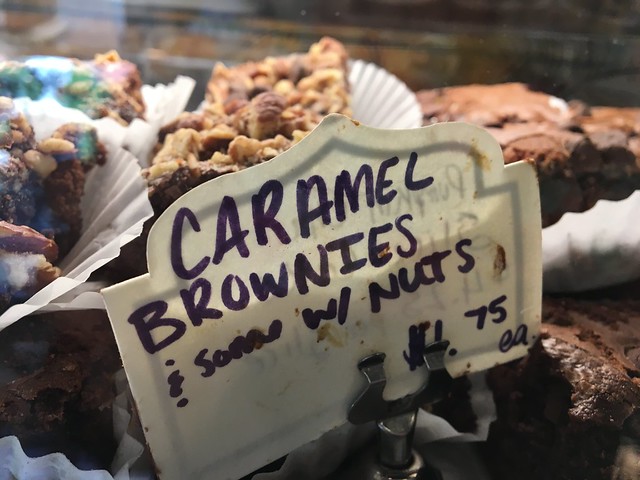 CARAMEL
BROWNIES
& Some w/ NUTS
$1.75 ea